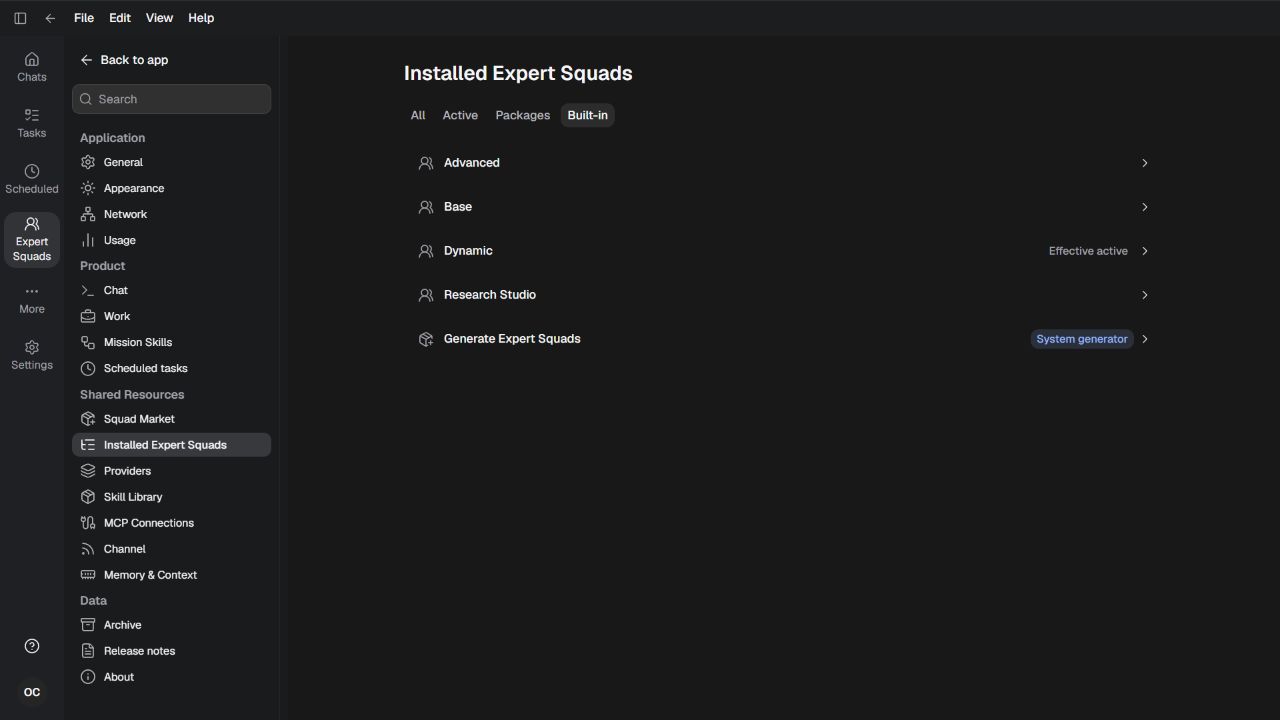 File Edit View Help
Chats
Tasks
Scheduled
Expert
Squads
More
Settings
OC
Back to app
Search
Application
General
Appearance
Network
Usage
Product
Chat
Work
Mission Skills
Scheduled tasks
Shared Resources
Squad Market
Installed Expert Squads
Providers
Skill Library
MCP Connections
Channel
Memory & Context
Data
Archive
Release notes
About
Installed Expert Squads
All Active Packages Built-in
Advanced
Base
Dynamic Effective active
Research Studio
Generate Expert Squads System generator